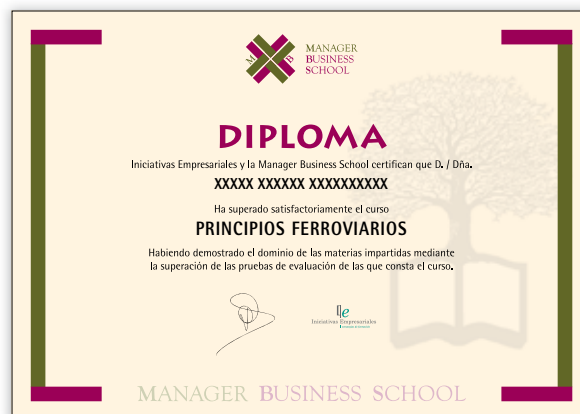 M B
MANAGER
BUSINESS
SCHOOL
DIPLOMA
Iniciativas Empresariales y la Manager Business School certifican que D. / Dña.
XXXXX XXXXXX XXXXXXXXXX
Ha superado satisfactoriamente el curso
PRINCIPIOS FERROVIARIOS
Habiendo demostrado el dominio de las materias impartidas mediante
la superación de las pruebas de evaluación de las que consta el curso.
Iniciativas Empresariales
MANAGER BUSINESS SCHOOL